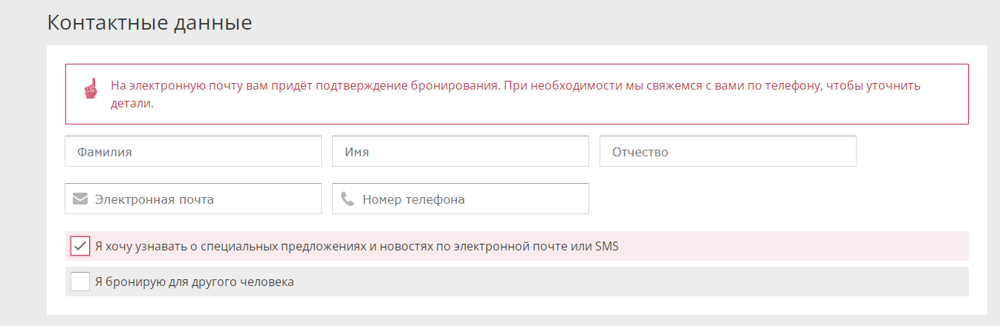 Контактные данные
На электронную почту вам придёт подтверждение бронирования. При необходимости мы свяжемся с вами по телефону, чтобы уточнить
детали.
Фамилия
Имя
Отчество
Электронная почта
Номер телефона
Я хочу узнавать о специальных предложениях и новостях по электронной почте или SMS
Я бронирую для другого человека